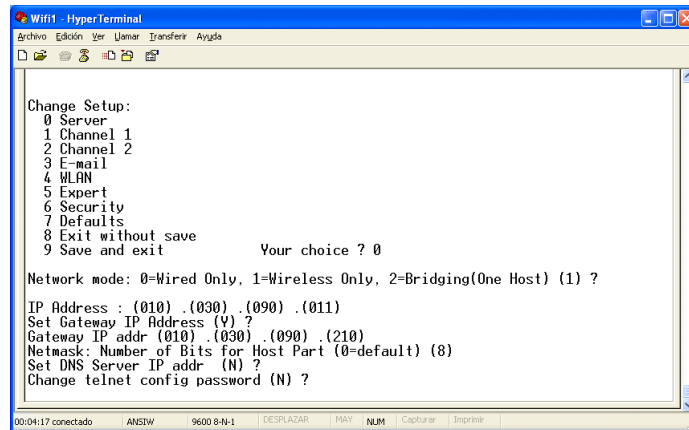 Wifi1 - HyperTerminal
Archivo Edición Ver Llamar Transferir Ayuda
Change Setup:
0 Server
1 Channel 1
2 Channel 2
3 E-mail
4 WLAN
5 Expert
6 Security
7 Defaults
8 Exit without save
9 Save and exit Your choice ? 0
Network mode: 0=Wired Only, 1=Wireless Only, 2=Bridging(One Host) (1) ?
IP Address : (010) .(030) .(090) .(011)
Set Gateway IP Address (Y) ?
Gateway IP addr (010) .(030) .(090) .(210)
Netmask: Number of Bits for Host Part (0=default) (8)
Set DNS Server IP addr (N) ?
Change telnet config password (N) ?
00:04:17 conectado ANSIW 9600 8-N-1 DESPLAZAR MAY NUM Capturar Imprimir